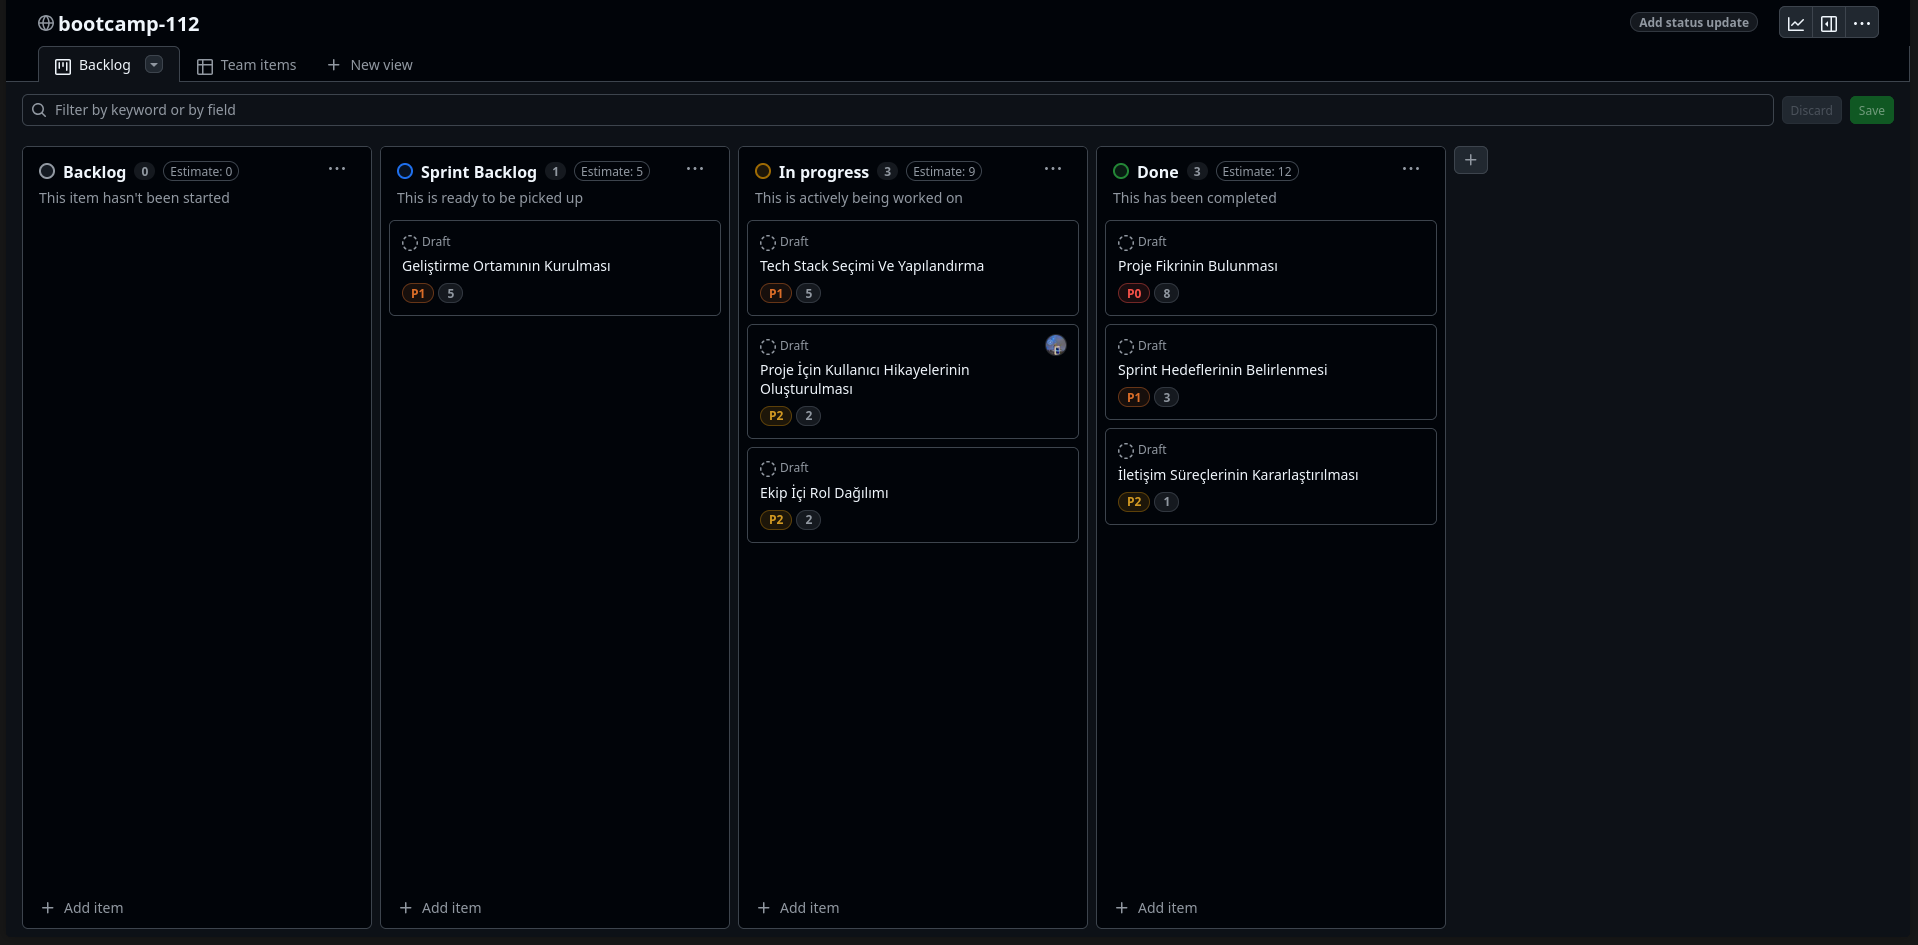 bootcamp-112
Add status update
Backlog
Team items
New view
Filter by keyword or by field
Discard
Save
Backlog 0 Estimate: 0
This item hasn't been started
Add item
Sprint Backlog 1 Estimate: 5
This is ready to be picked up
Draft
Geliştirme Ortamının Kurulması
P1 5
Add item
In progress 3 Estimate: 9
This is actively being worked on
Draft
Tech Stack Seçimi Ve Yapılandırma
P1 5
Draft
Proje İçin Kullanıcı Hikayelerinin
Oluşturulması
P2 2
Draft
Ekip İçi Rol Dağılımı
P2 2
Add item
Done 3 Estimate: 12
This has been completed
Draft
Proje Fikrinin Bulunması
P0 8
Draft
Sprint Hedeflerinin Belirlenmesi
P1 3
Draft
İletişim Süreçlerinin Kararlaştırılması
P2 1
Add item